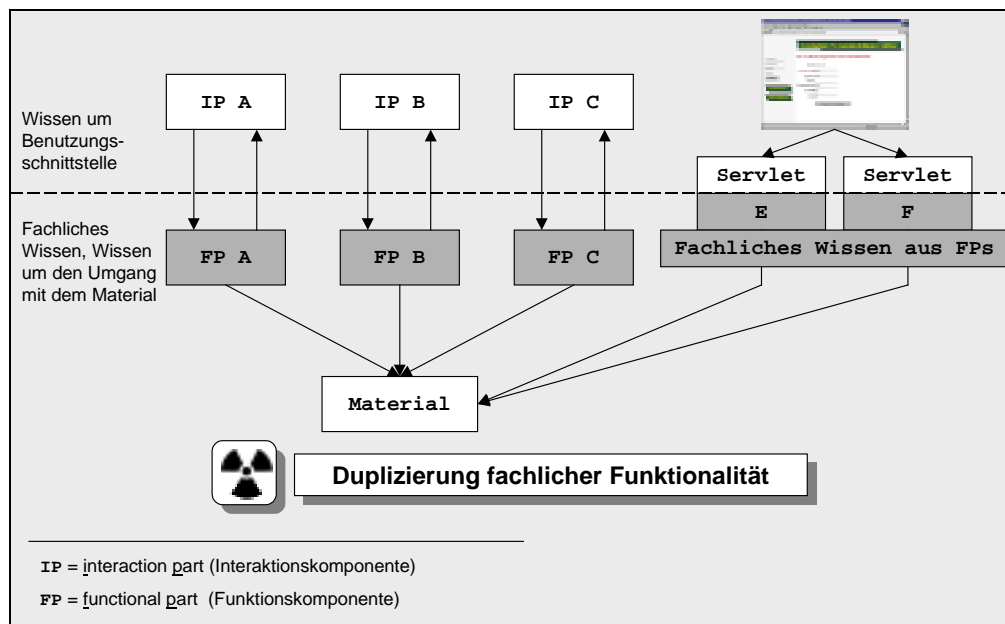 IP A
IP B
IP C
Wissen um
Benutzungs-
schnittstelle
Servlet
Servlet
E
F
Fachliches
Wissen, Wissen
um den Umgang
mit dem Material
FP A
FP B
FP C
Fachliches Wissen aus FPs
Material
Duplizierung fachlicher Funktionalität
IP = interaction part (Interaktionskomponente)
FP = functional part (Funktionskomponente)